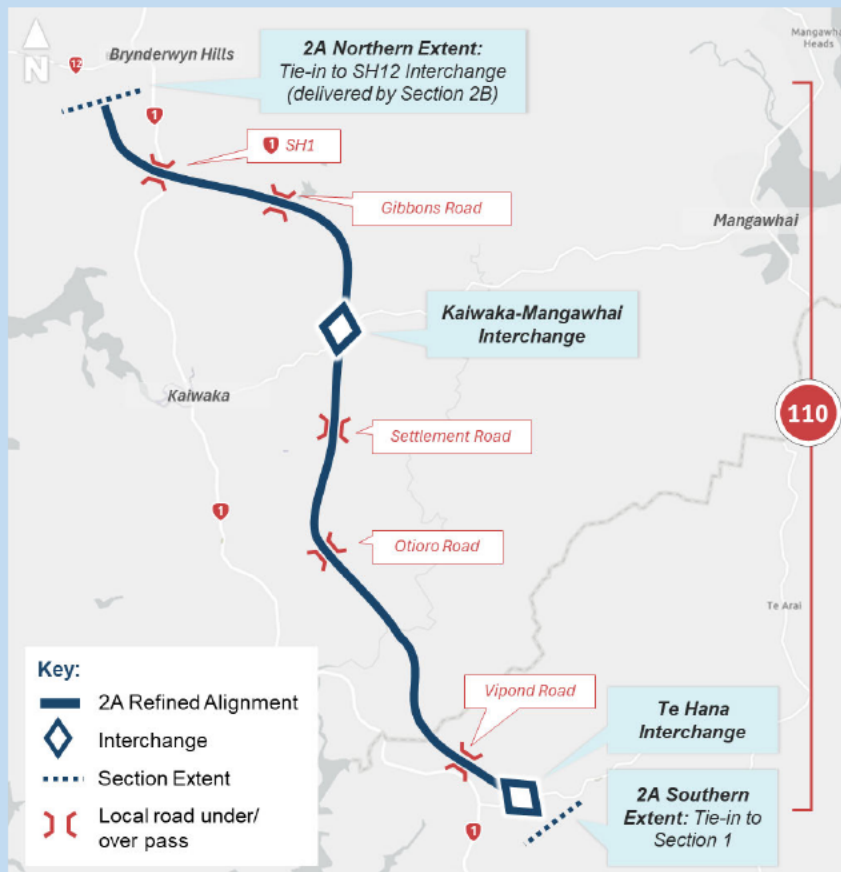 Brynderwyn Hills
2A Northern Extent:
Tie-in to SH12 Interchange
(delivered by Section 2B)
Mangawhai
Heads
N
12
1
1 SH1
Gibbons Road
Mangawhai
Kaiwaka-Mangawhai
Interchange
Kaiwaka
110
Settlement Road
1
Otioro Road
Te Arai
Key:
2A Refined Alignment
Interchange
Section Extent
Local road under/
over pass
Vipond Road
Te Hana
Interchange
2A Southern
Extent: Tie-in to
Section 1
1